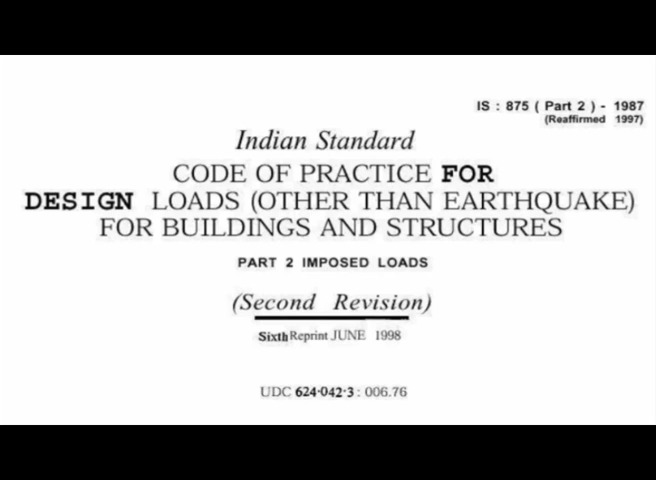 IS : 875 ( Part 2 ) - 1987
(Reaffirmed 1997)
Indian Standard
CODE OF PRACTICE FOR
DESIGN LOADS (OTHER THAN EARTHQUAKE)
FOR BUILDINGS AND STRUCTURES
PART 2 IMPOSED LOADS
(Second Revision)
Sixth Reprint JUNE 1998
UDC 624·042·3 : 006.76